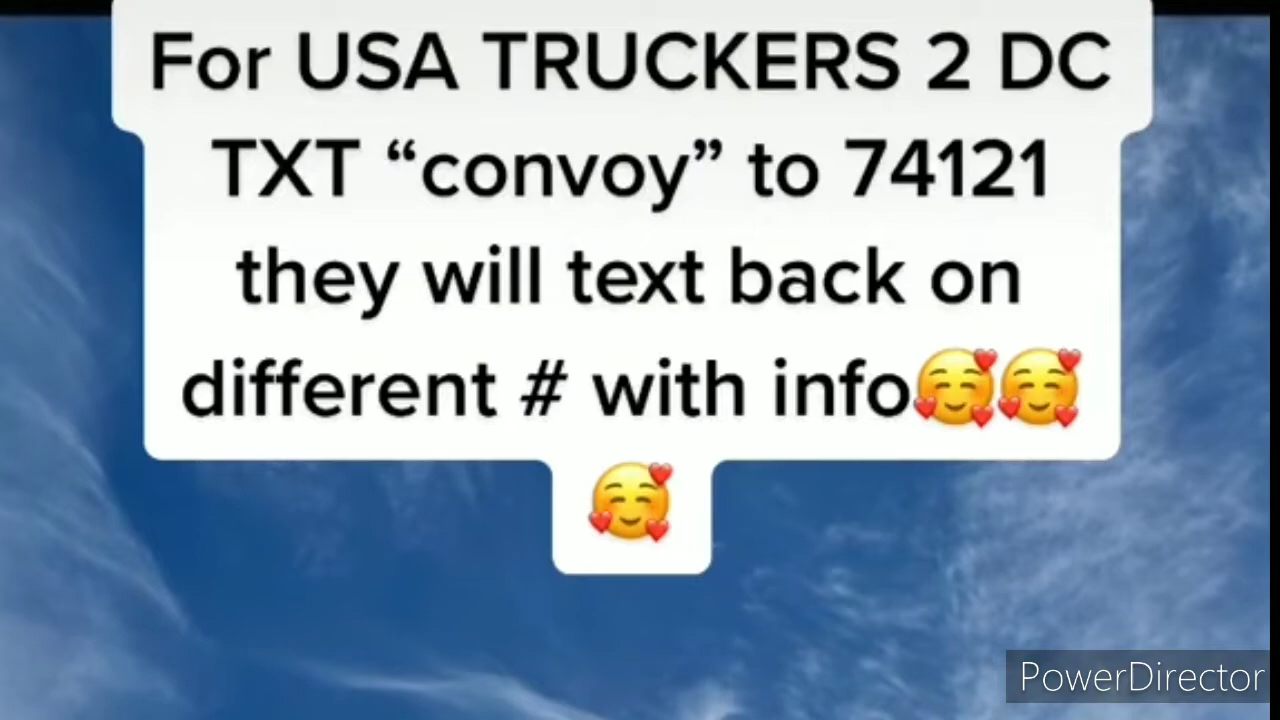 For USA TRUCKERS 2 DC
TXT “convoy” to 74121
they will text back on
different # with info🥰🥰
🥰
PowerDirector